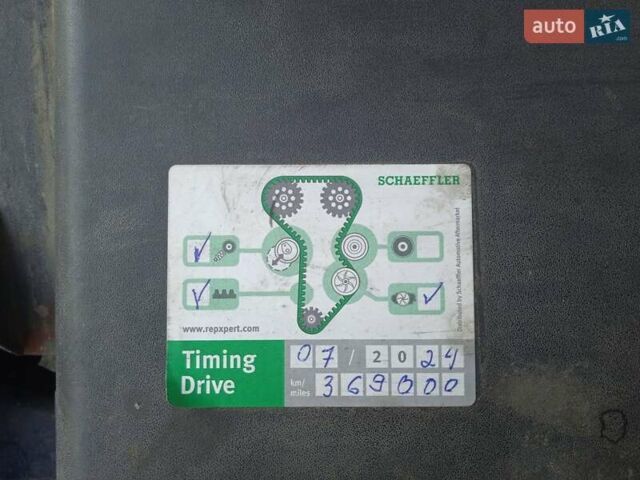 auto RIA.com
SCHAEFFLER
Distributed by Schaeffler Automotive Aftermarket
www.repxpert.com
Timing Drive
07/2024
km/miles 369000